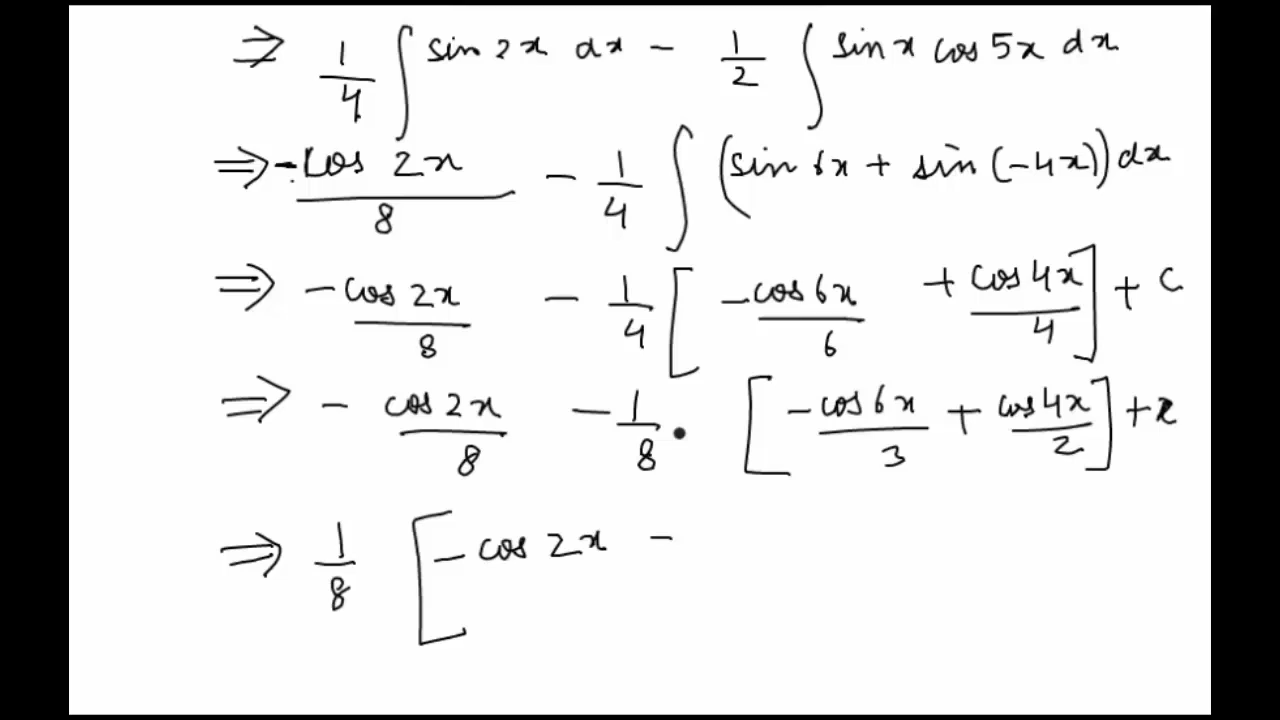 ⇒ 1/4 ∫ sin 2x dx - 1/2 ∫ sin x cos 5x dx
⇒ -cos 2x/8 - 1/4 ∫ (sin 6x + sin (-4x)) dx
⇒ -cos 2x/8 - 1/4 [ -cos 6x/6 + cos 4x/4 ] + c
⇒ - cos 2x/8 - 1/8 . [ -cos 6x/3 + cos 4x/2 ] + c
⇒ 1/8 [ - cos 2x -